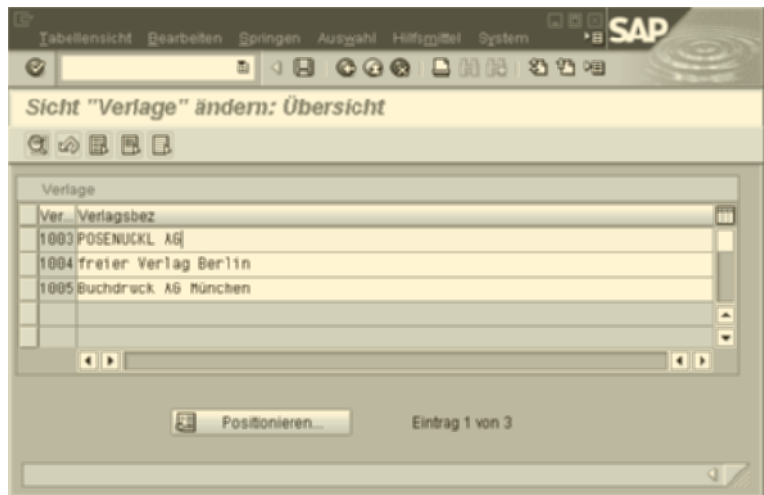 Tabellensicht Bearbeiten Springen Auswahl Hilfsmittel System
SAP
Sicht "Verlage" ändern: Übersicht
Verlage
Ver... Verlagsbez
1003 POSENUCKL AG
1004 freier Verlag Berlin
1005 Buchdruck AG München
Positionieren... Eintrag 1 von 3